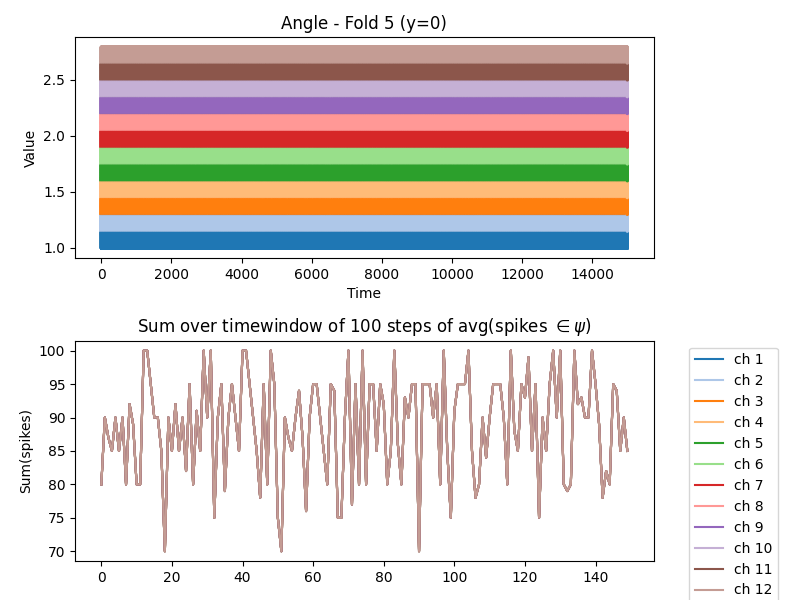 Angle - Fold 5 (y=0)
Value
2.5
2.0
1.5
1.0
0 2000 4000 6000 8000 10000 12000 14000
Time
Sum over timewindow of 100 steps of avg(spikes ∈ ψ)
Sum(spikes)
100
95
90
85
80
75
70
0 20 40 60 80 100 120 140
ch 1
ch 2
ch 3
ch 4
ch 5
ch 6
ch 7
ch 8
ch 9
ch 10
ch 11
ch 12